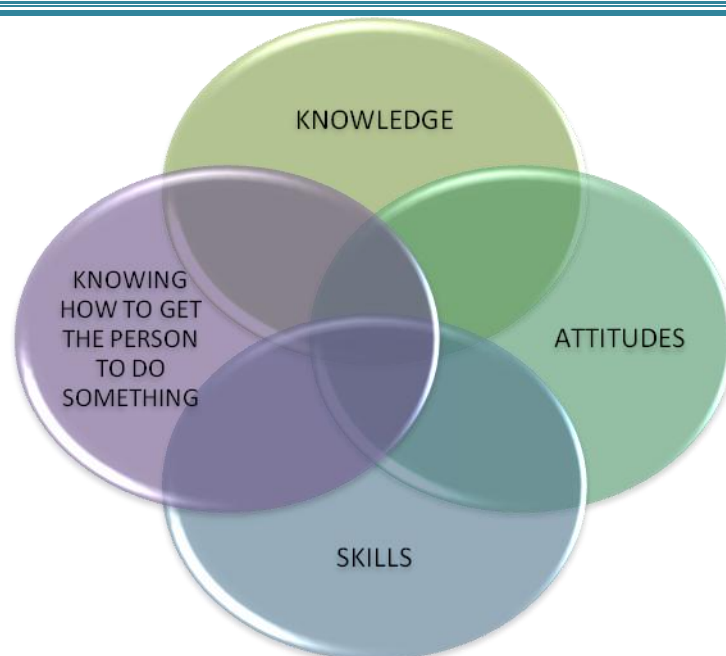 KNOWLEDGE
KNOWING
HOW TO GET
THE PERSON
TO DO
SOMETHING
ATTITUDES
SKILLS